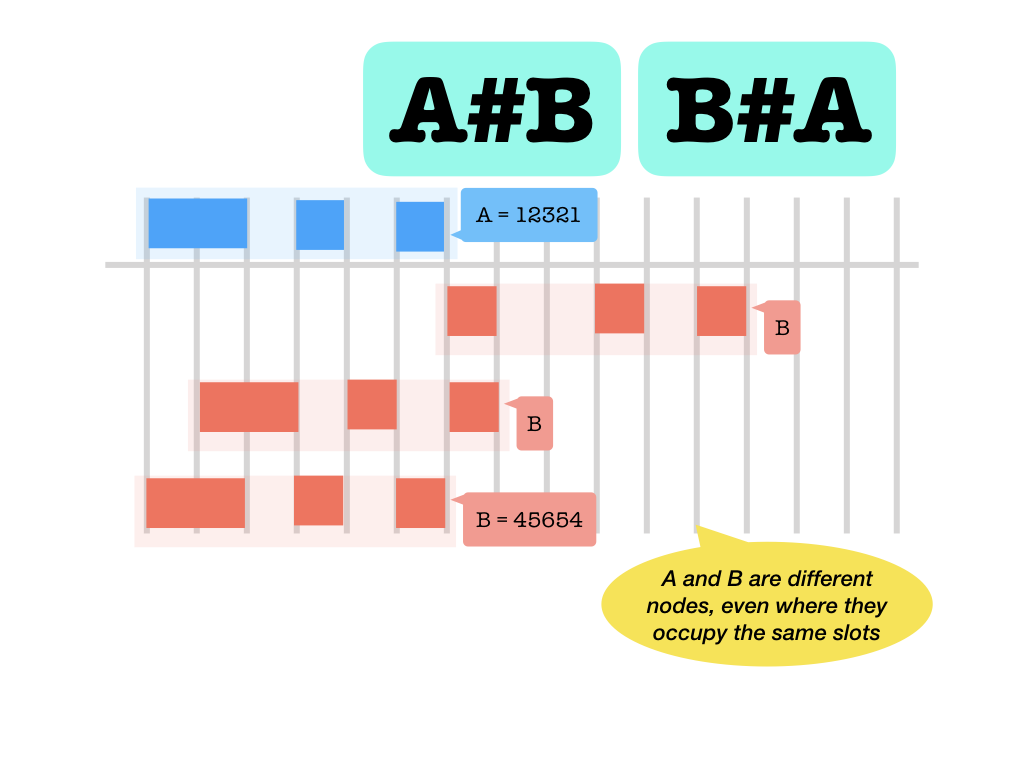 A#B
B#A
A = 12321
B
B
B = 45654
A and B are different
nodes, even where they
occupy the same slots